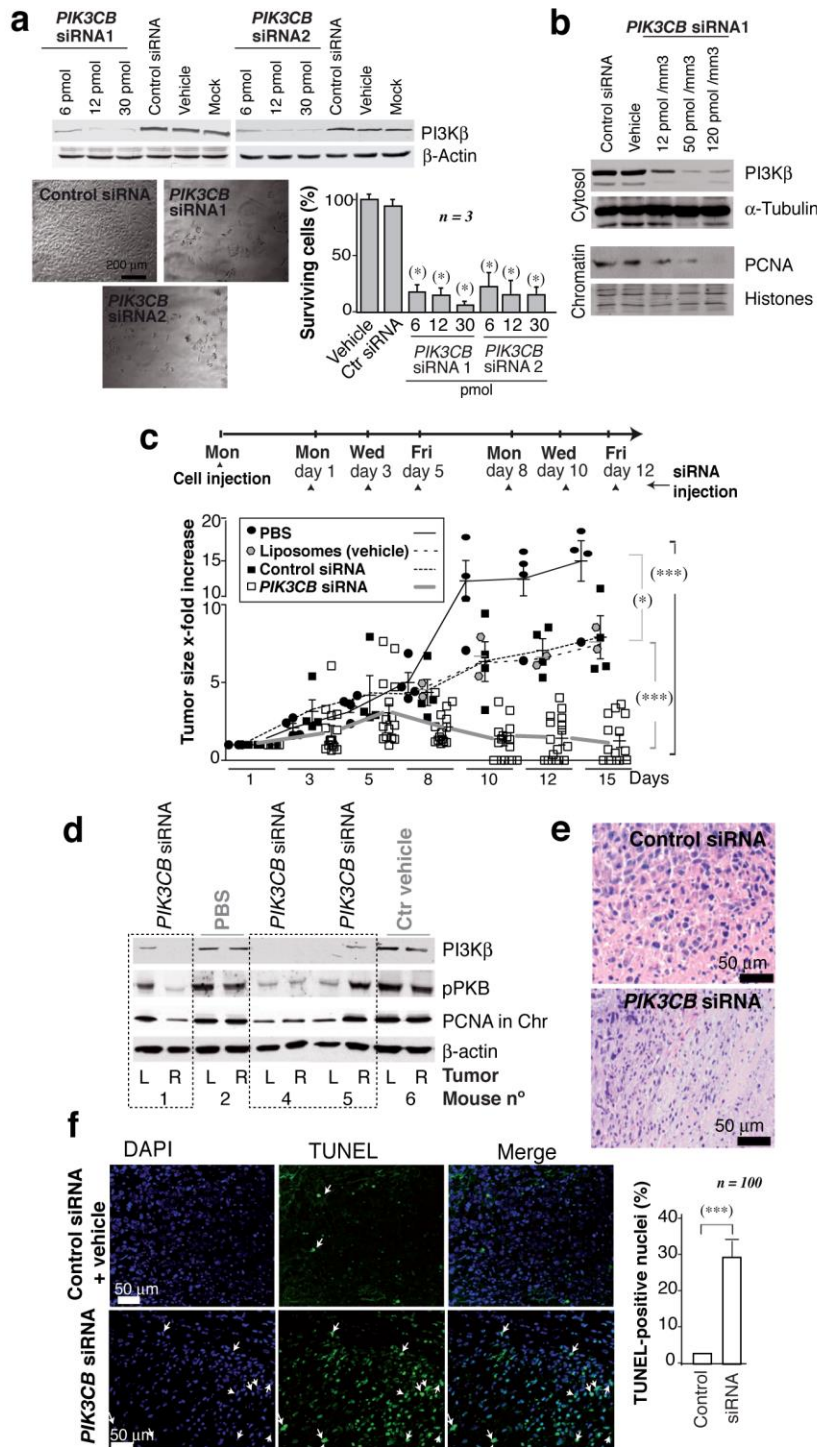 a
PIK3CB
siRNA1
PIK3CB
siRNA2
6 pmol
12 pmol
30 pmol
Control siRNA
Vehicle
Mock
6 pmol
12 pmol
30 pmol
Control siRNA
Vehicle
Mock
PI3Kβ
β-Actin
Control siRNA
200 μm
PIK3CB
siRNA1
PIK3CB
siRNA2
Surviving cells (%)
100
50
0
n = 3
(*) (*) (*) (*) (*) (*)
Vehicle
Ctr siRNA
6 12 30 6 12 30
PIK3CB
siRNA 1
PIK3CB
siRNA 2
pmol
b
PIK3CB siRNA1
Control siRNA
Vehicle
12 pmol /mm3
50 pmol /mm3
120 pmol /mm3
Cytosol
PI3Kβ
α-Tubulin
Chromatin
PCNA
Histones
c
Mon
Cell injection
Mon
day 1
Wed
day 3
Fri
day 5
Mon
day 8
Wed
day 10
Fri
day 12
siRNA
injection
Tumor size x-fold increase
20
15
10
10
5
1
0
PBS
Liposomes (vehicle)
Control siRNA
PIK3CB siRNA
(***)
(*)
(***)
1 3 5 8 10 12 15 Days
d
PIK3CB siRNA
PBS
PIK3CB siRNA
PIK3CB siRNA
Ctr vehicle
PI3Kβ
pPKB
PCNA in Chr
β-actin
L R L R L R L R L R Tumor
1 2 4 5 6 Mouse nº
e
Control siRNA
50 μm
PIK3CB siRNA
50 μm
f
DAPI TUNEL Merge
Control siRNA
+ vehicle
50 μm
PIK3CB siRNA
50 μm
n = 100
(***)
TUNEL-positive nuclei (%)
40
30
20
10
0
Control
siRNA